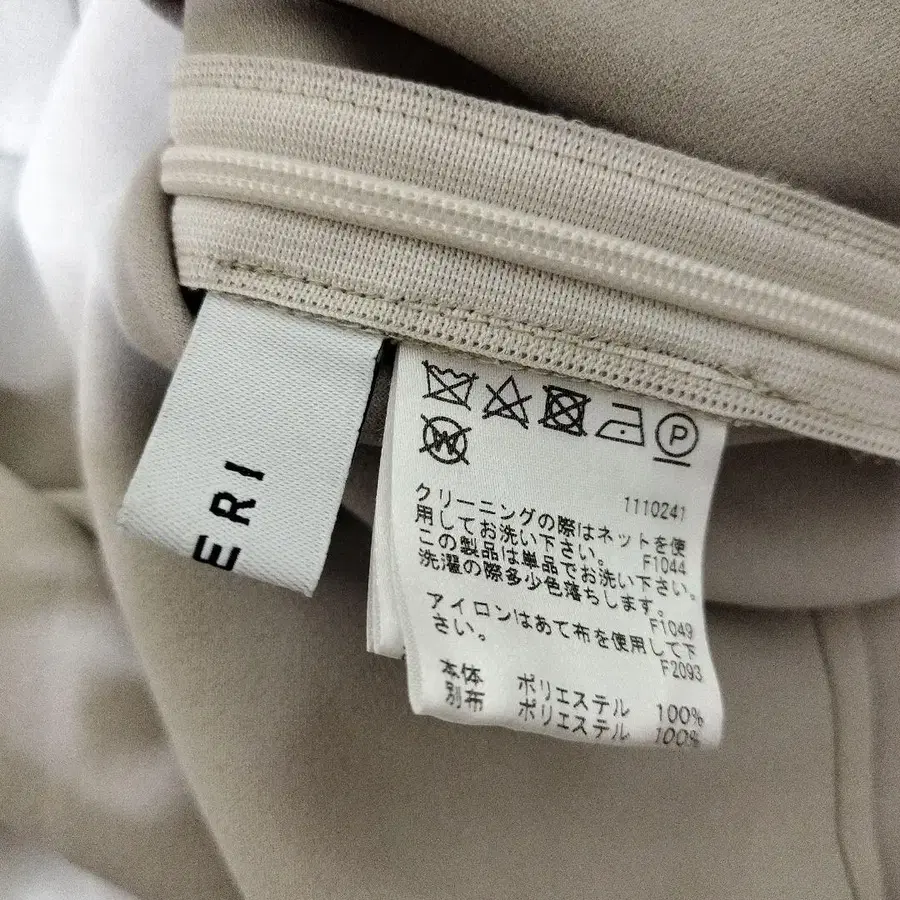 ERI
P
W
1110241
クリーニングの際はネットを使
用してお洗い下さい。 F1044
この製品は単品でお洗い下さい。
洗濯の際多少色落ちします。
F1049
アイロンはあて布を使用して下
さい。 F2093
本体 ポリエステル 100%
別布 ポリエステル 100%